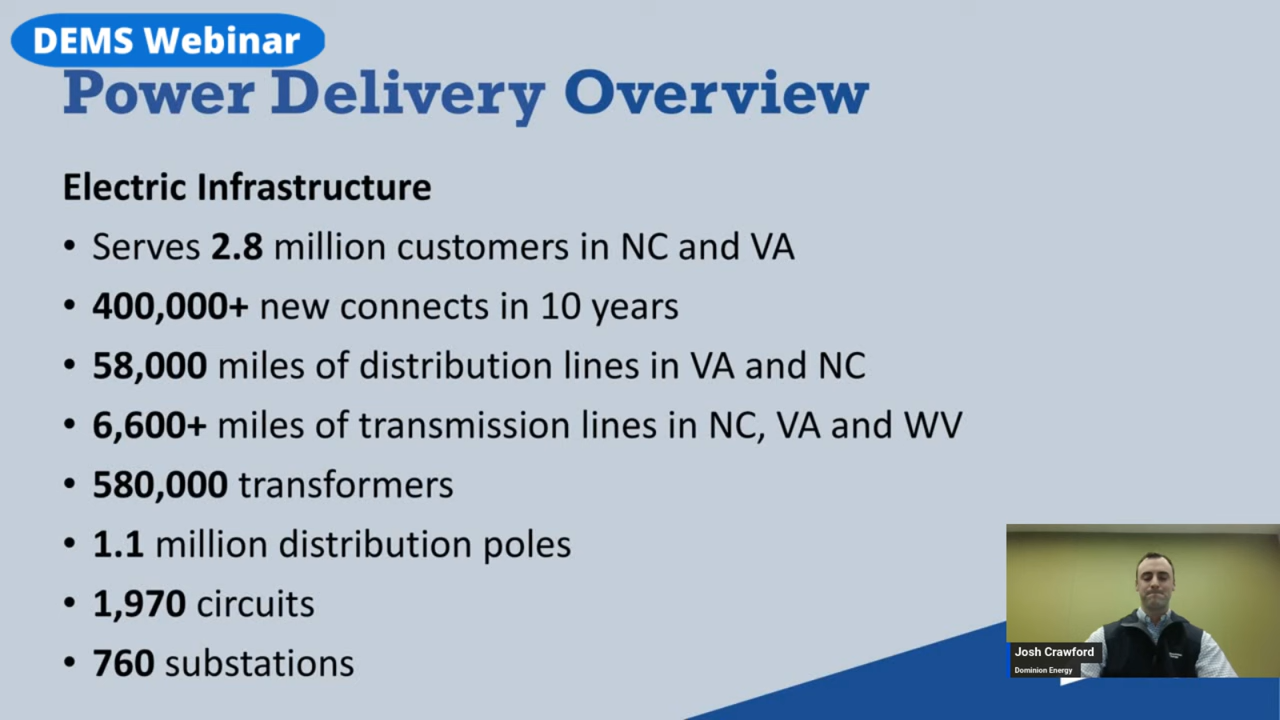 DEMS Webinar
Power Delivery Overview
Electric Infrastructure
• Serves 2.8 million customers in NC and VA
• 400,000+ new connects in 10 years
• 58,000 miles of distribution lines in VA and NC
• 6,600+ miles of transmission lines in NC, VA and WV
• 580,000 transformers
• 1.1 million distribution poles
• 1,970 circuits
• 760 substations
Josh Crawford
Dominion Energy